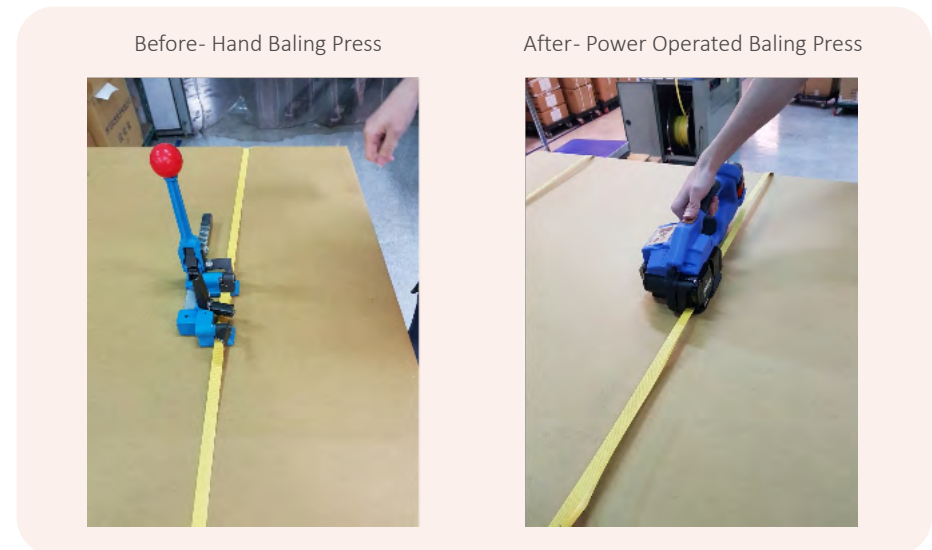 Before- Hand Baling Press
After- Power Operated Baling Press